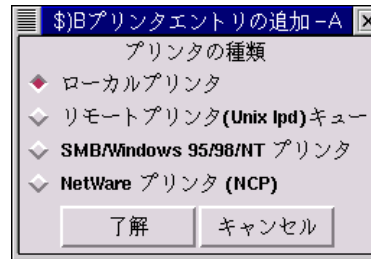 $)Bプリンタエントリの追加 –A
プリンタの種類
ローカルプリンタ
リモートプリンタ(Unix lpd)キュー
SMB/Windows 95/98/NT プリンタ
NetWare プリンタ (NCP)
了解 キャンセル